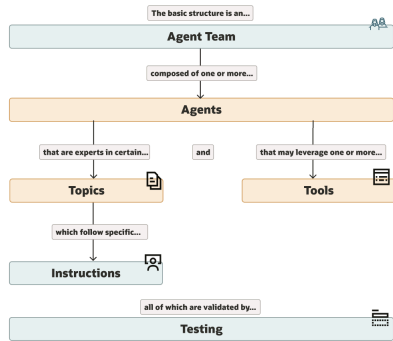 The basic structure is an...
Agent Team
composed of one or more...
Agents
that are experts in certain...
and
that may leverage one or more...
Topics
Tools
which follow specific...
Instructions
all of which are validated by...
Testing